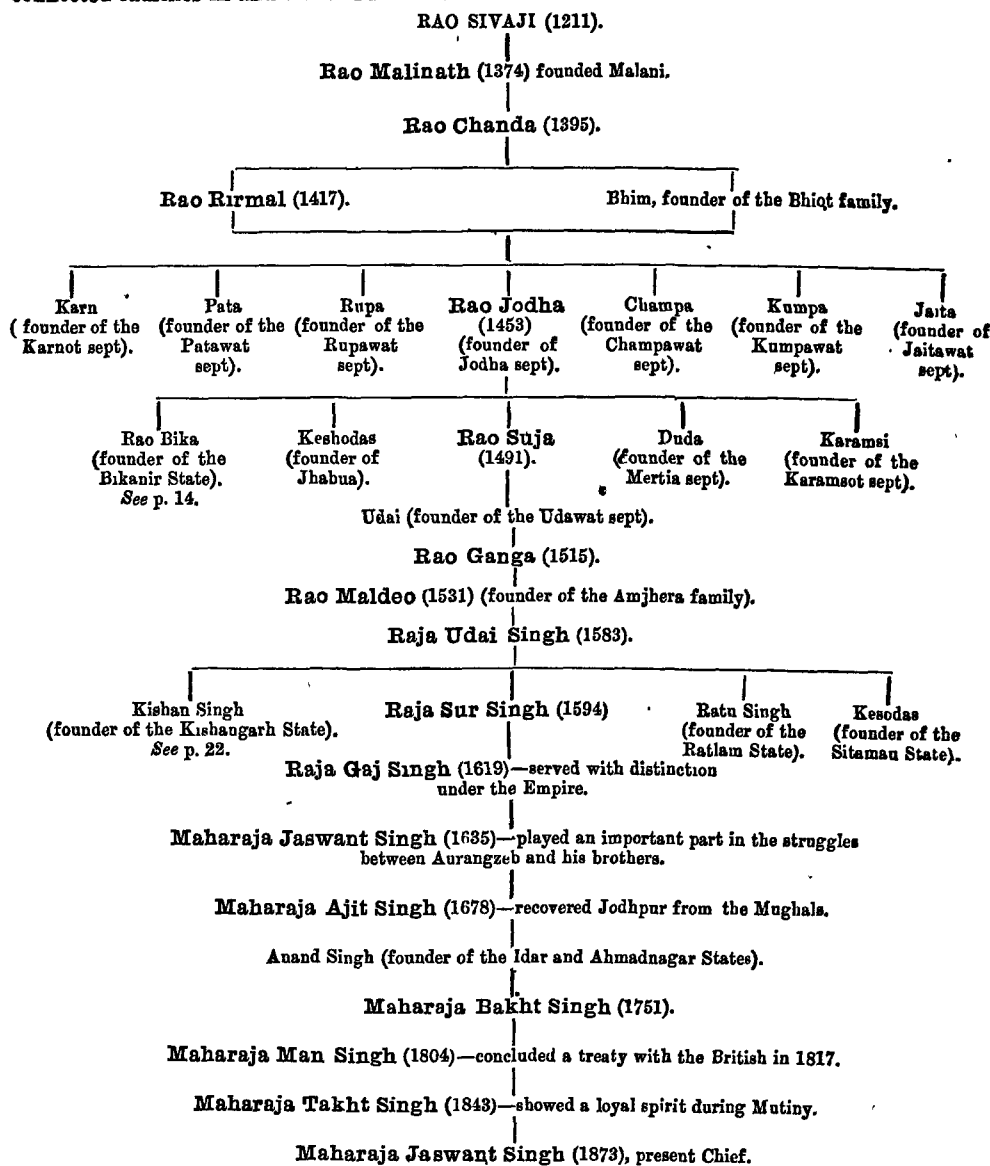 RAO SIVAJI (1211).
Rao Malinath (1374) founded Malani.
Rao Chanda (1395).
Rao Rirmal (1417).
Bhim, founder of the Bhiot family.
Karn
( founder of the
Karnot sept).
Pata
(founder of the
Patawat
sept).
Rupa
(founder of the
Rupawat
sept).
Rao Jodha
(1453)
(founder of
Jodha sept).
Champa
(founder of the
Champawat
sept).
Kumpa
(founder of the
Kumpawat
sept).
Jaita
(founder of
Jaitawat
sept).
Rao Bika
(founder of the
Bikanir State).
See p. 14.
Keshodas
(founder of
Jhabua).
Rao Suja
(1491).
Duda
(founder of the
Mertia sept).
Karamsi
(founder of the
Karamsot sept).
Udai (founder of the Udawat sept).
Rao Ganga (1515).
Rao Maldeo (1531) (founder of the Amjhera family).
Raja Udai Singh (1583).
Kishan Singh
(founder of the Kishangarh State).
See p. 22.
Raja Sur Singh (1594)
Ratn Singh
(founder of the
Ratlam State).
Kesodas
(founder of the
Sitamau State).
Raja Gaj Singh (1619)—served with distinction
under the Empire.
Maharaja Jaswant Singh (1635)—played an important part in the struggles
between Aurangzeb and his brothers.
Maharaja Ajit Singh (1678)—recovered Jodhpur from the Mughals.
Anand Singh (founder of the Idar and Ahmadnagar States).
Maharaja Bakht Singh (1751).
Maharaja Man Singh (1804)—concluded a treaty with the British in 1817.
Maharaja Takht Singh (1843)—showed a loyal spirit during Mutiny.
Maharaja Jaswant Singh (1873), present Chief.